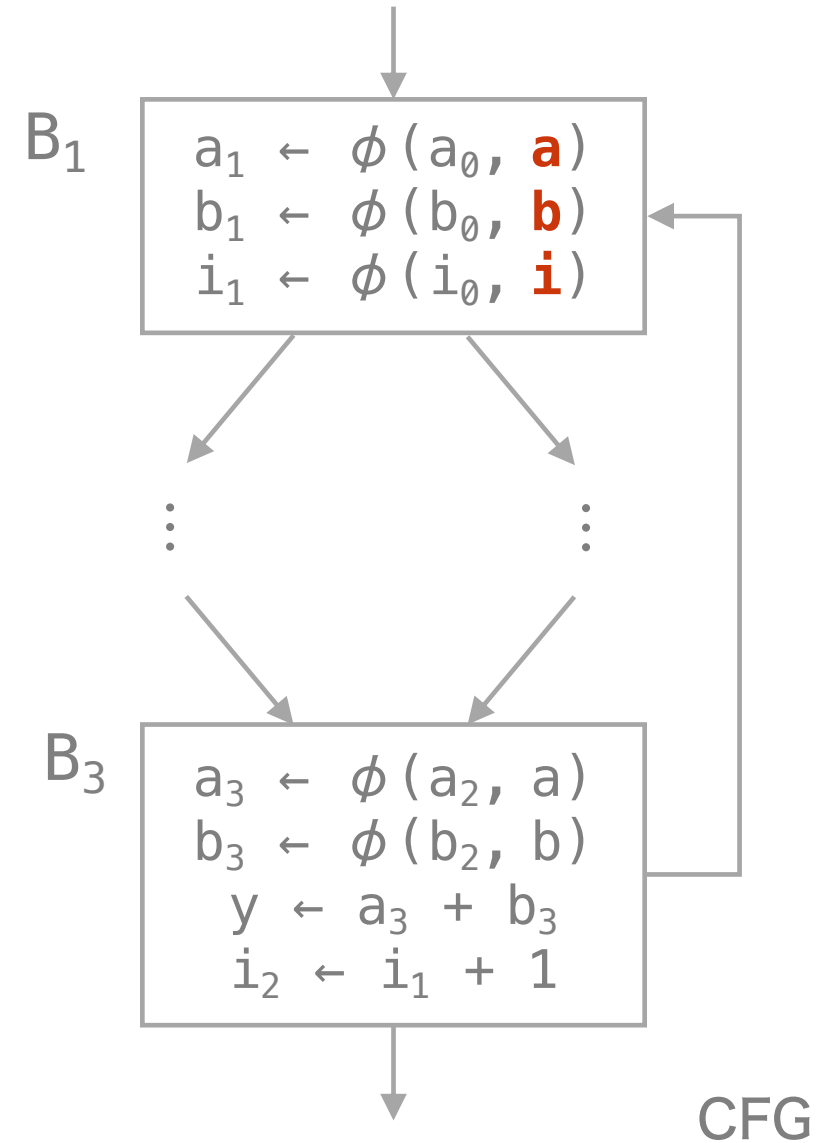 B₁
a₁ ← ϕ(a₀, a)
b₁ ← ϕ(b₀, b)
i₁ ← ϕ(i₀, i)
⋮ ⋮
B₃
a₃ ← ϕ(a₂, a)
b₃ ← ϕ(b₂, b)
y ← a₃ + b₃
i₂ ← i₁ + 1
CFG